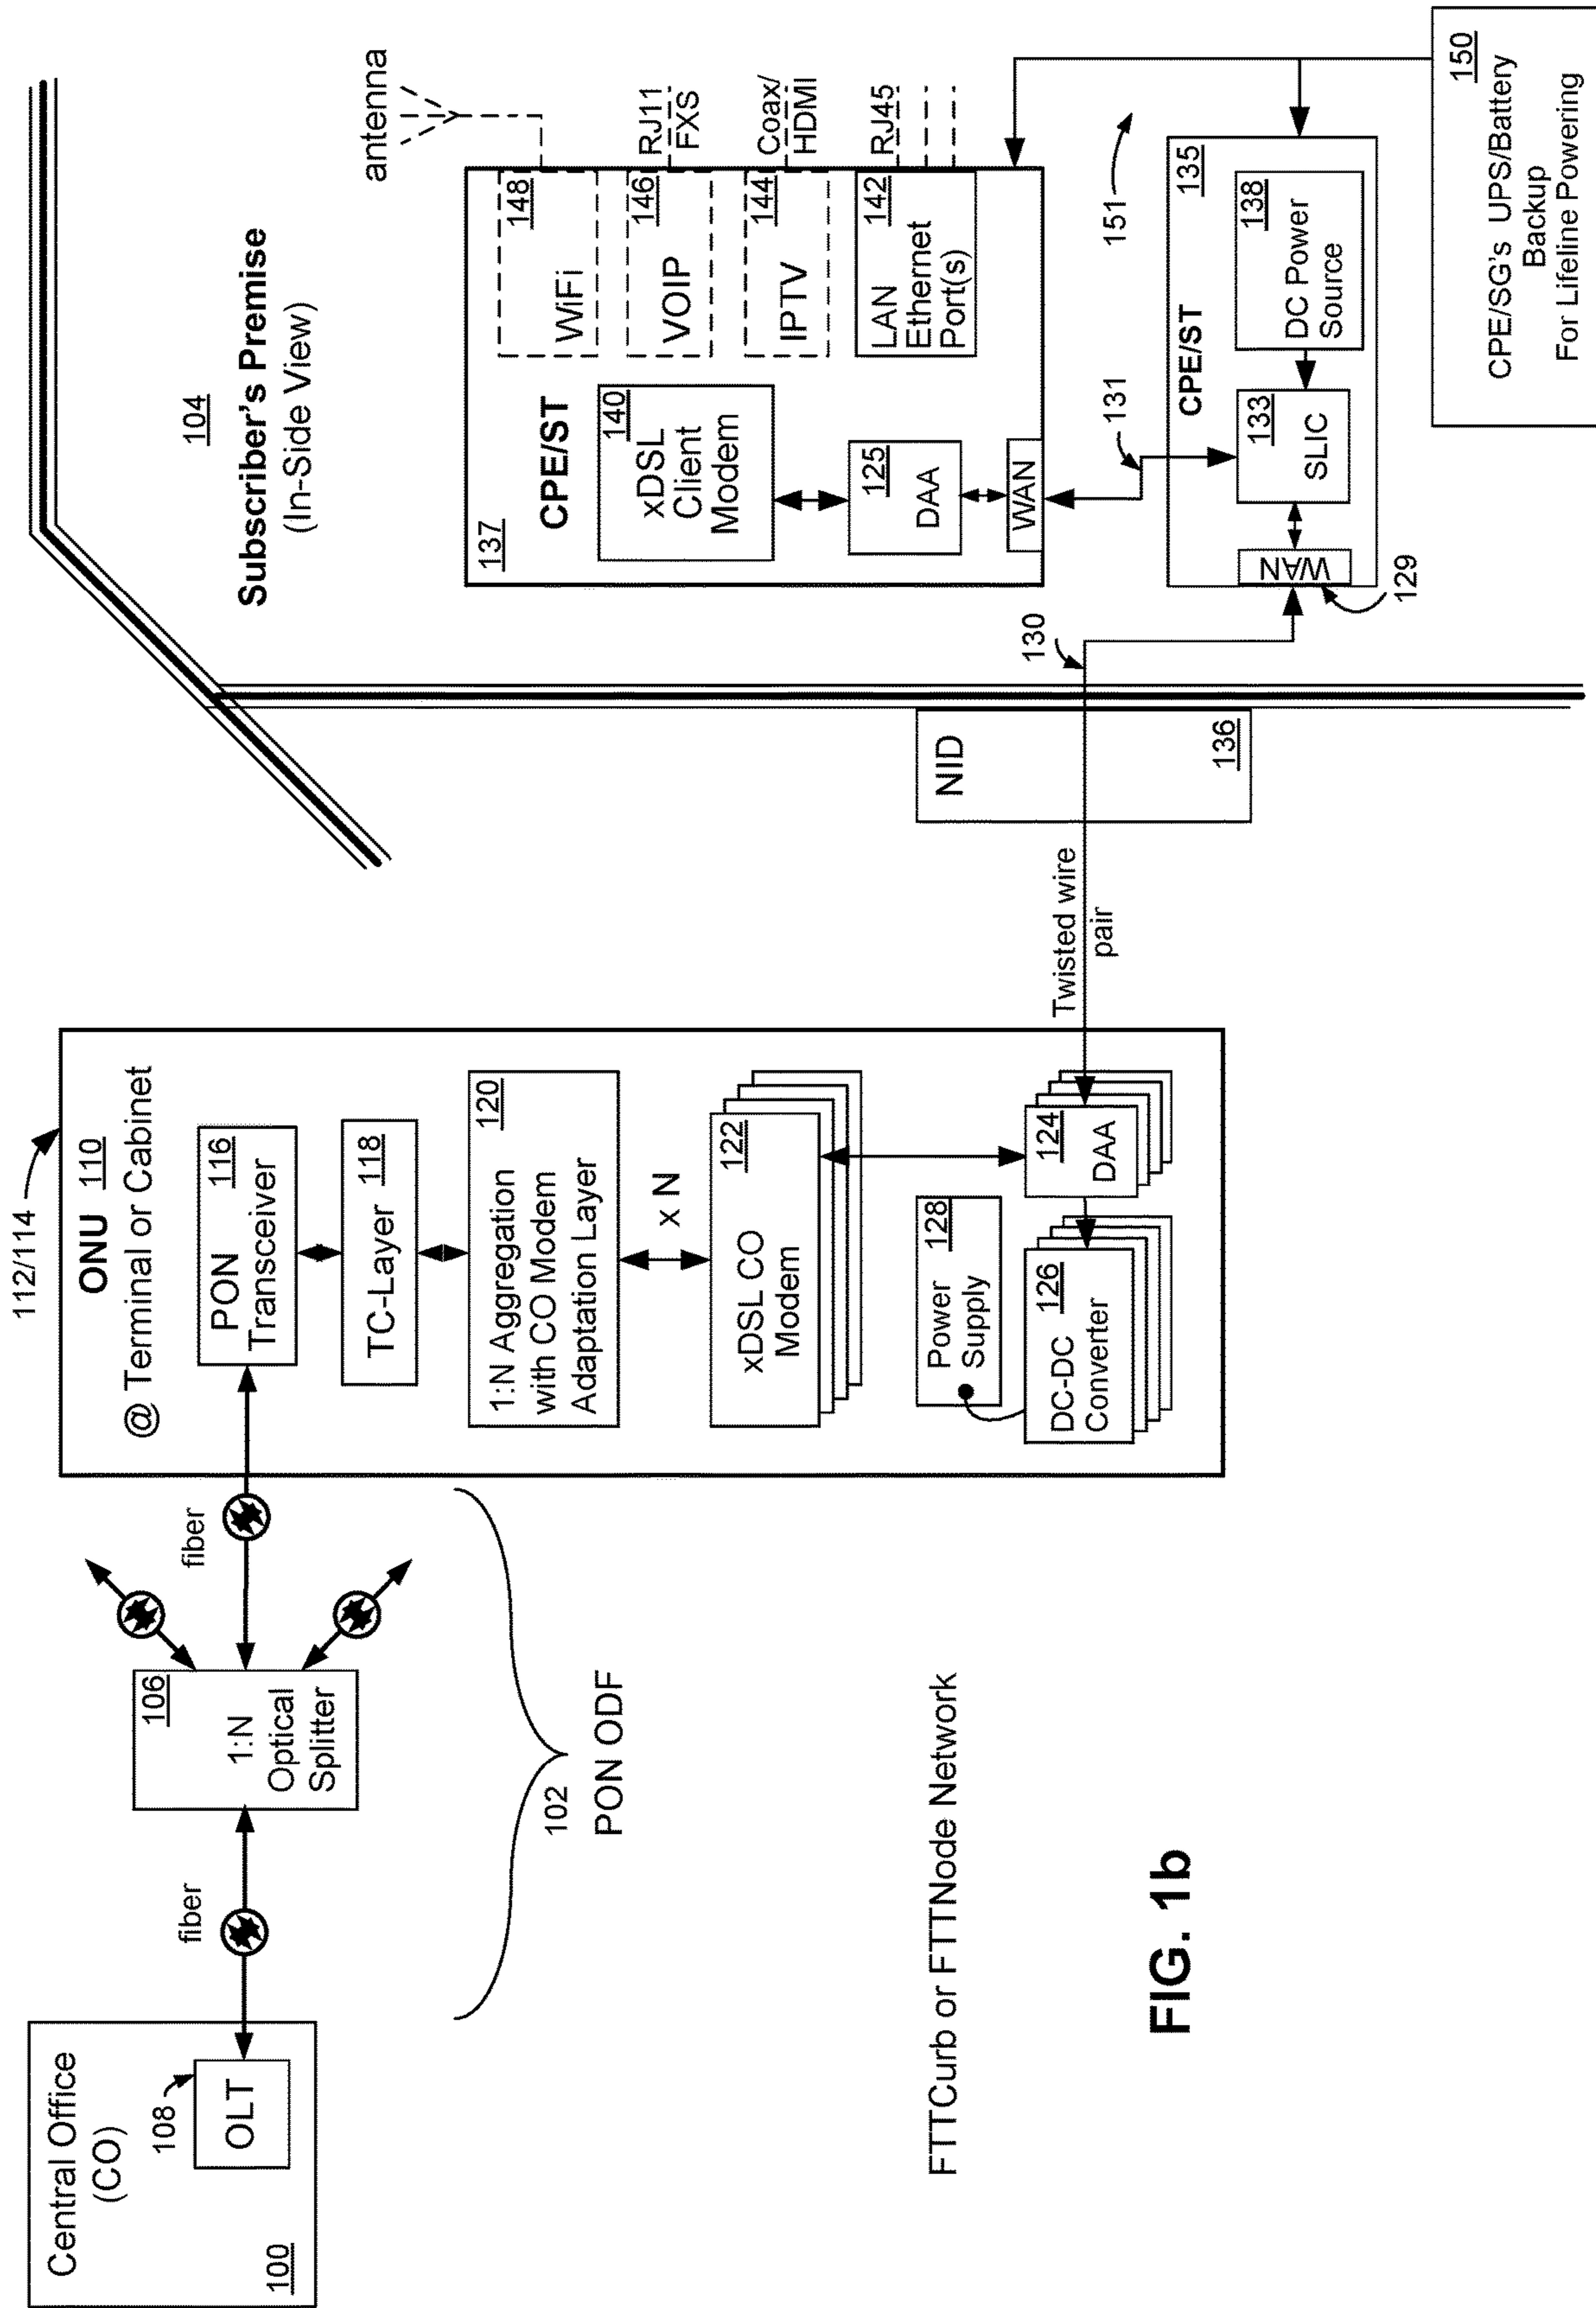 Central Office
(CO)
108
OLT
100
fiber
106
1:N
Optical
Splitter
fiber
102
PON ODF
112/114
ONU 110
@ Terminal or Cabinet
PON 116
Transceiver
TC-Layer 118
120
1:N Aggregation
with CO Modem
Adaptation Layer
x N
122
xDSL CO
Modem
128
Power
Supply
124
DAA
126
DC-DC
Converter
Twisted wire
pair
NID
136
130
104
Subscriber's Premise
(In-Side View)
antenna
137
CPE/ST
148
WiFi
146
VOIP
144
IPTV
142
LAN
Ethernet
Port(s)
RJ11
FXS
Coax/
HDMI
RJ45
140
xDSL
Client
Modem
125
DAA
WAN
131
151
CPE/ST
135
138
DC Power
Source
133
SLIC
WAN
129
150
CPE/SG's UPS/Battery
Backup
For Lifeline Powering
FTTCurb or FTTNode Network
FIG. 1b